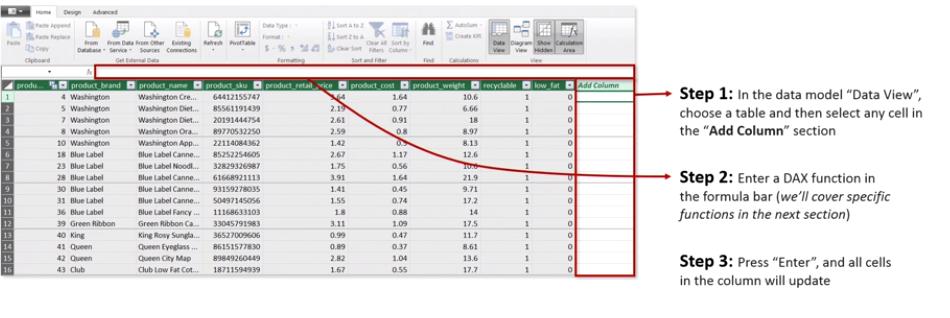 Home Design
Paste
Paste Append
Paste Replace
Copy
Clipboard
From Database
From Data Service
From Other Sources
Existing Connections
Get External Data
Refresh
PivotTable
Data Type :
Format :
$ % ,
Formatting
Sort A to Z
Sort Z to A
Clear Sort
Clear All Filters
Sort by Column
Sort and Filter
Find
Find
AutoSum
Create KPI
Calculations
Data View
Diagram View
Show Hidden
Calculation Area
View
fx
produ... product_brand product_name product_sku product_retail_price product_cost product_weight recyclable low_fat Add Column
1 4 Washington Washington Cre... 64412155747 3.64 1.64 10.6 1 0
2 5 Washington Washington Diet... 85561191439 2.19 0.77 6.66 1 0
3 7 Washington Washington Diet... 20191444754 2.61 0.91 18 1 0
4 8 Washington Washington Ora... 89770532250 2.59 0.8 8.97 1 0
5 10 Washington Washington App... 22114084362 1.42 0.5 8.13 1 0
6 18 Blue Label Blue Label Canne... 85252254605 2.67 1.17 12.6 1 0
7 23 Blue Label Blue Label Noodl... 32829326987 1.75 0.56 1 0
8 28 Blue Label Blue Label Canne... 61668921113 3.91 1.64 21.9 1 0
9 30 Blue Label Blue Label Canne... 93159278035 1.41 0.45 9.71 1 0
10 31 Blue Label Blue Label Canne... 50497145056 1.55 0.74 17.2 1 0
11 36 Blue Label Blue Label Fancy ... 11168633103 1.8 0.88 14 1 0
12 39 Green Ribbon Green Ribbon Ca... 33045791983 3.11 1.09 17.5 1 0
13 40 King King Rosy Sungla... 36527009606 0.99 0.47 11.7 1 0
14 41 Queen Queen Eyeglass ... 86151577830 0.89 0.37 8.61 1 0
15 42 Queen Queen City Map 89849260449 2.82 1.04 13.6 1 0
16 43 Club Club Low Fat Cot... 18711594939 1.67 0.55 17.7 1 0
Step 1: In the data model “Data View”,
choose a table and then select any cell in
the “Add Column” section
Step 2: Enter a DAX function in
the formula bar (we’ll cover specific
functions in the next section)
Step 3: Press “Enter”, and all cells
in the column will update